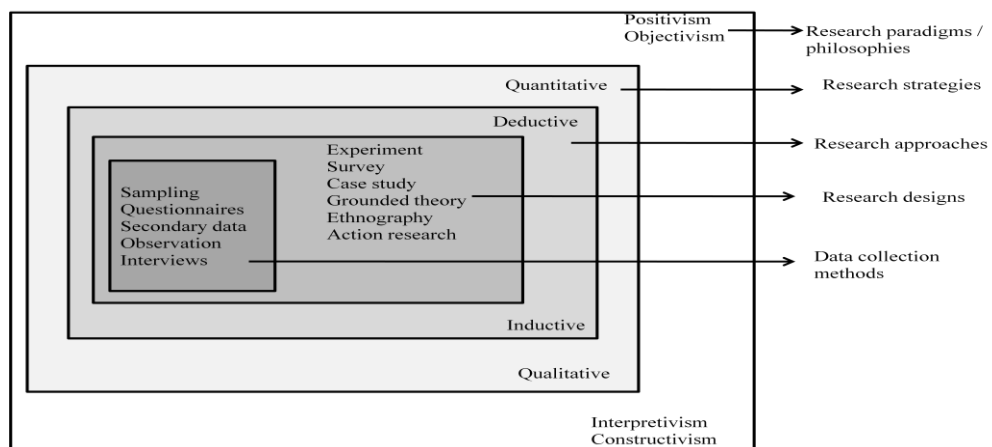 Positivism
Objectivism
Research paradigms /
philosophies
Quantitative
Research strategies
Deductive
Research approaches
Experiment
Survey
Case study
Grounded theory
Ethnography
Action research
Research designs
Sampling
Questionnaires
Secondary data
Observation
Interviews
Data collection
methods
Inductive
Qualitative
Interpretivism
Constructivism